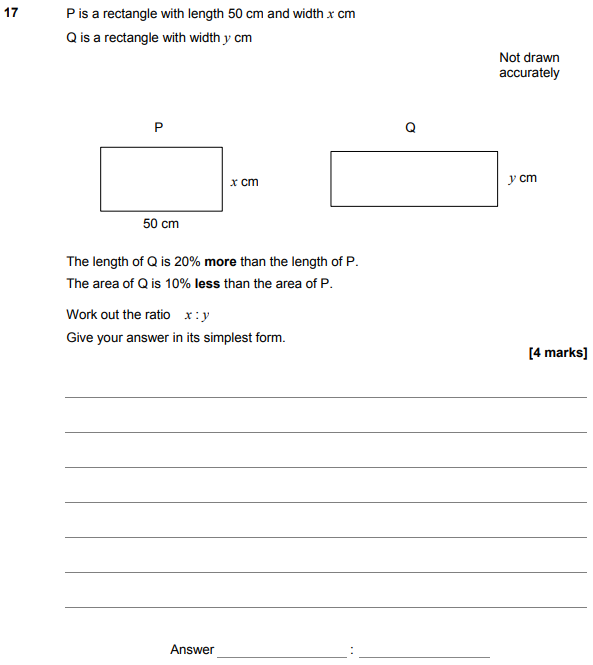 17 P is a rectangle with length 50 cm and width x cm
Q is a rectangle with width y cm
Not drawn
accurately
P Q
x cm y cm
50 cm
The length of Q is 20% more than the length of P.
The area of Q is 10% less than the area of P.
Work out the ratio x : y
Give your answer in its simplest form.
[4 marks]
Answer ______________ : ______________